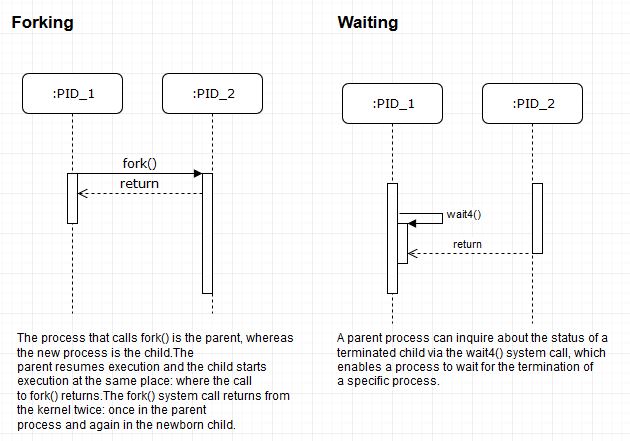 Forking
Waiting
:PID_1
:PID_2
:PID_1
:PID_2
fork()
return
wait4()
return
The process that calls fork() is the parent, whereas
the new process is the child.The
parent resumes execution and the child starts
execution at the same place: where the call
to fork() returns.The fork() system call returns from
the kernel twice: once in the parent
process and again in the newborn child.
A parent process can inquire about the status of a
terminated child via the wait4() system call, which
enables a process to wait for the termination of
a specific process.